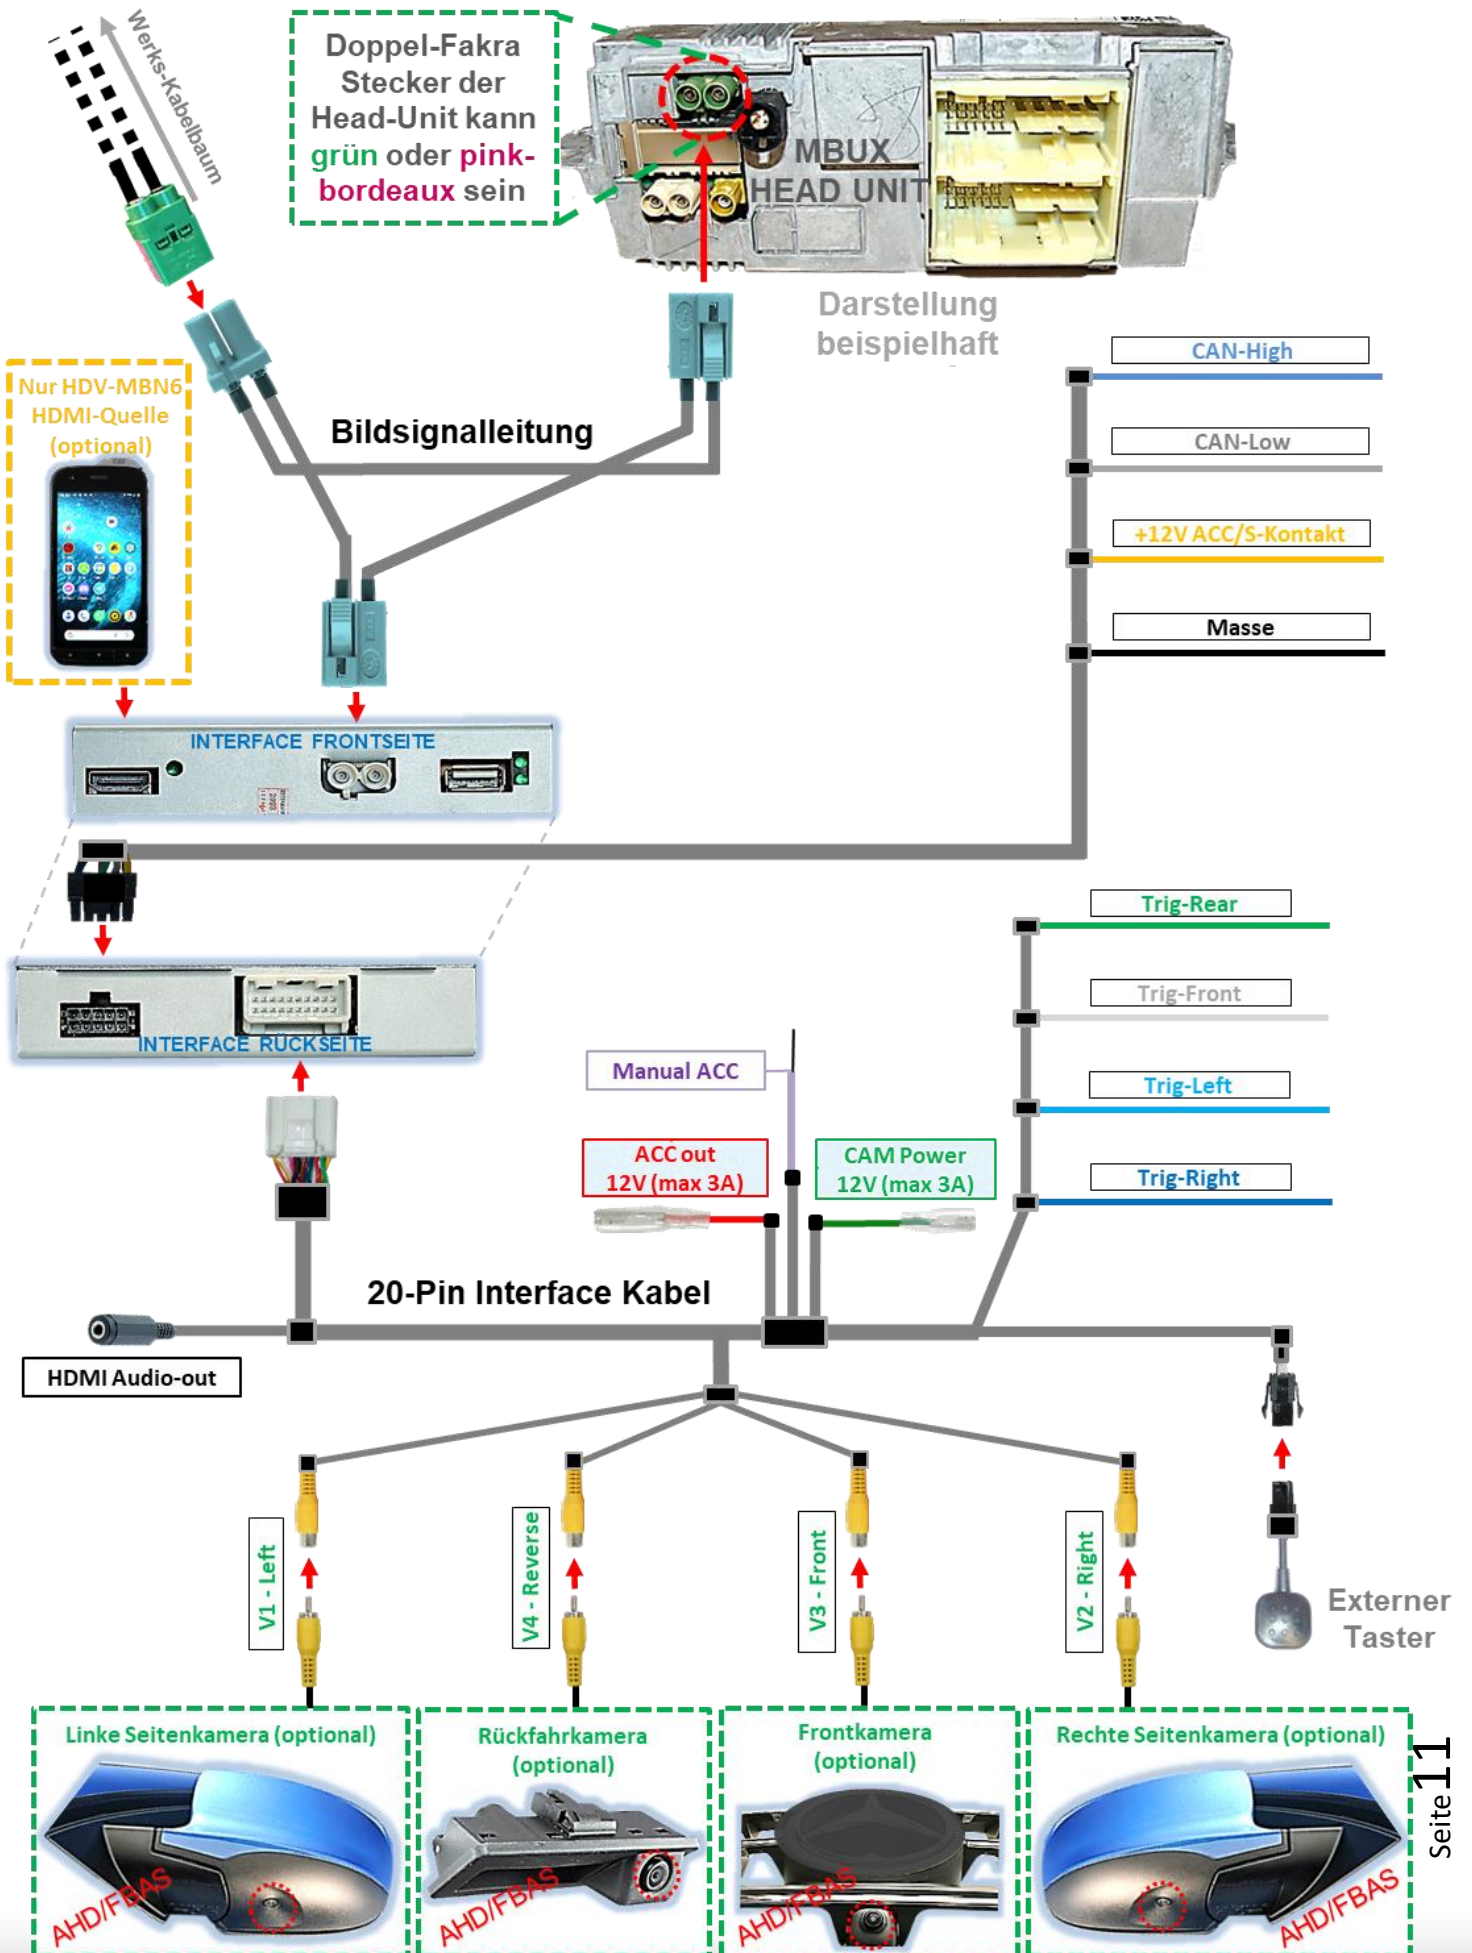 Werks-Kabelbaum
Doppel-Fakra
Stecker der
Head-Unit kann
grün oder pink-
bordeaux sein
MBUX
HEAD UNIT
Darstellung
beispielhaft
CAN-High
Nur HDV-MBN6
HDMI-Quelle
(optional)
Bildsignalleitung
CAN-Low
+12V ACC/S-Kontakt
Masse
INTERFACE FRONTSEITE
Trig-Rear
Trig-Front
INTERFACE RÜCKSEITE
Manual ACC
Trig-Left
ACC out
12V (max 3A)
CAM Power
12V (max 3A)
Trig-Right
20-Pin Interface Kabel
HDMI Audio-out
V1 - Left
V4 - Reverse
V3 - Front
V2 - Right
Externer
Taster
Linke Seitenkamera (optional)
Rückfahrkamera
(optional)
Frontkamera
(optional)
Rechte Seitenkamera (optional)
AHD/FBAS
AHD/FBAS
AHD/FBAS
AHD/FBAS
Seite 11